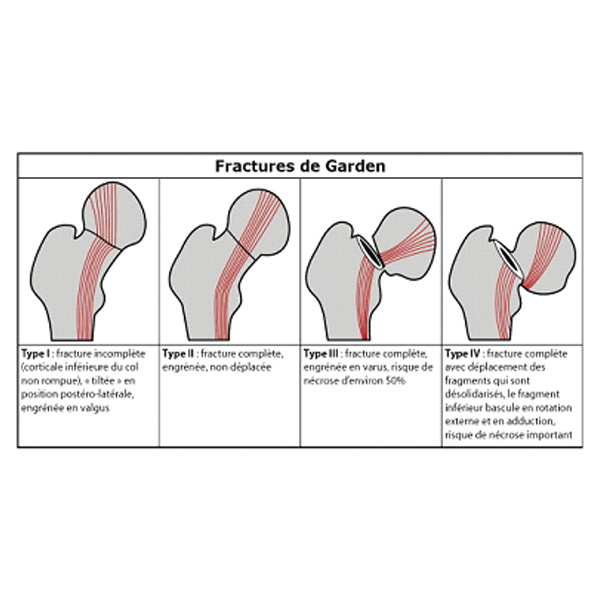 Fractures de Garden
Type I : fracture incomplète
(corticale inférieure du col
non rompue), « tiltée » en
position postéro-latérale,
engrénée en valgus
Type II : fracture complète,
engrénée, non déplacée
Type III : fracture complète,
engrénée en varus, risque de
nécrose d'environ 50%
Type IV : fracture complète
avec déplacement des
fragments qui sont
désolidarisés, le fragment
inférieur bascule en rotation
externe et en adduction,
risque de nécrose important